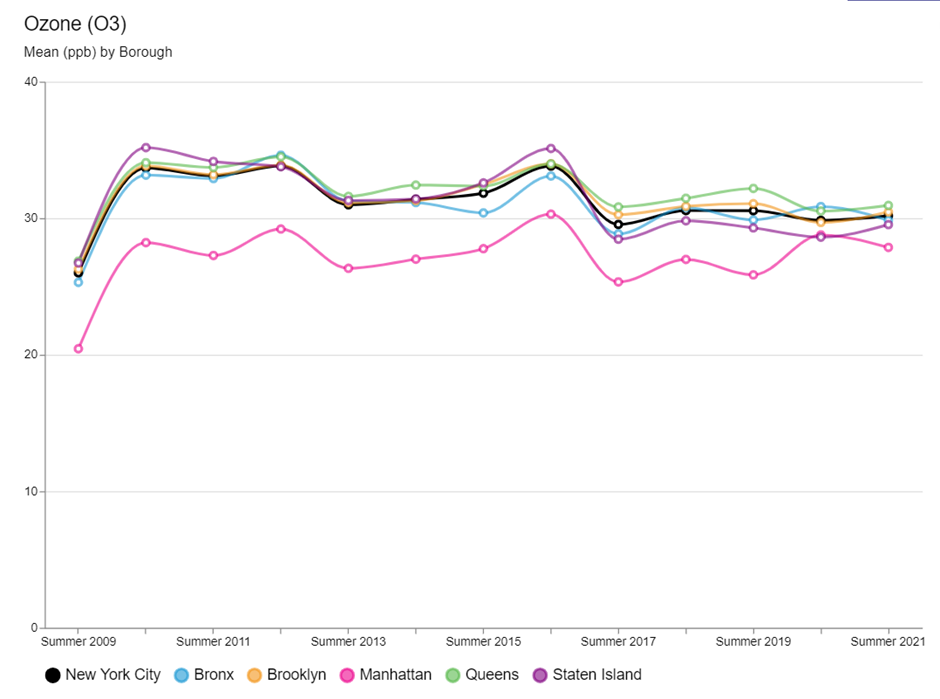 Ozone (O3)
Mean (ppb) by Borough
40
30
20
10
0
Summer 2009 Summer 2011 Summer 2013 Summer 2015 Summer 2017 Summer 2019 Summer 2021
New York City Bronx Brooklyn Manhattan Queens Staten Island